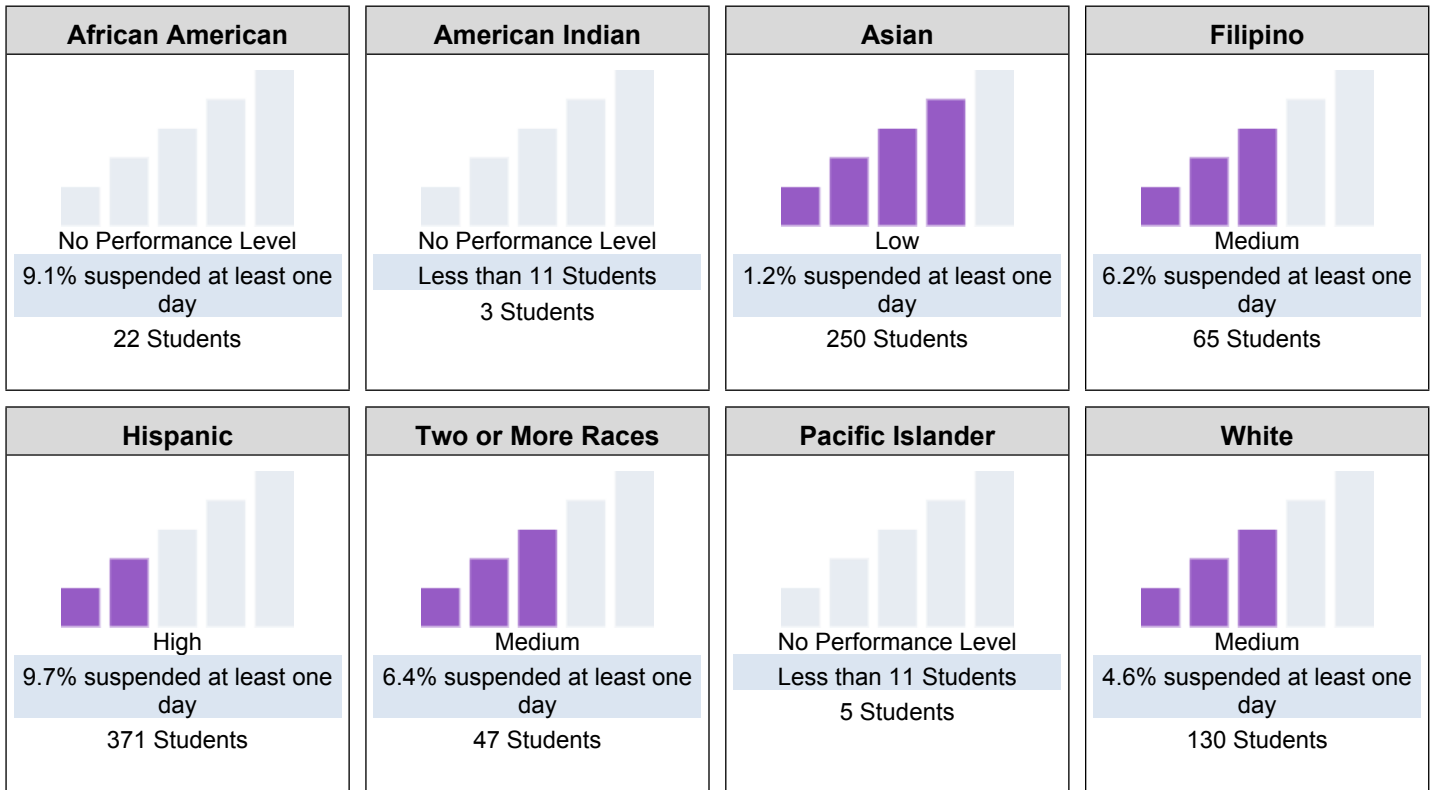 African American
No Performance Level
9.1% suspended at least one
day
22 Students
American Indian
No Performance Level
Less than 11 Students
3 Students
Asian
Low
1.2% suspended at least one
day
250 Students
Filipino
Medium
6.2% suspended at least one
day
65 Students
Hispanic
High
9.7% suspended at least one
day
371 Students
Two or More Races
Medium
6.4% suspended at least one
day
47 Students
Pacific Islander
No Performance Level
Less than 11 Students
5 Students
White
Medium
4.6% suspended at least one
day
130 Students